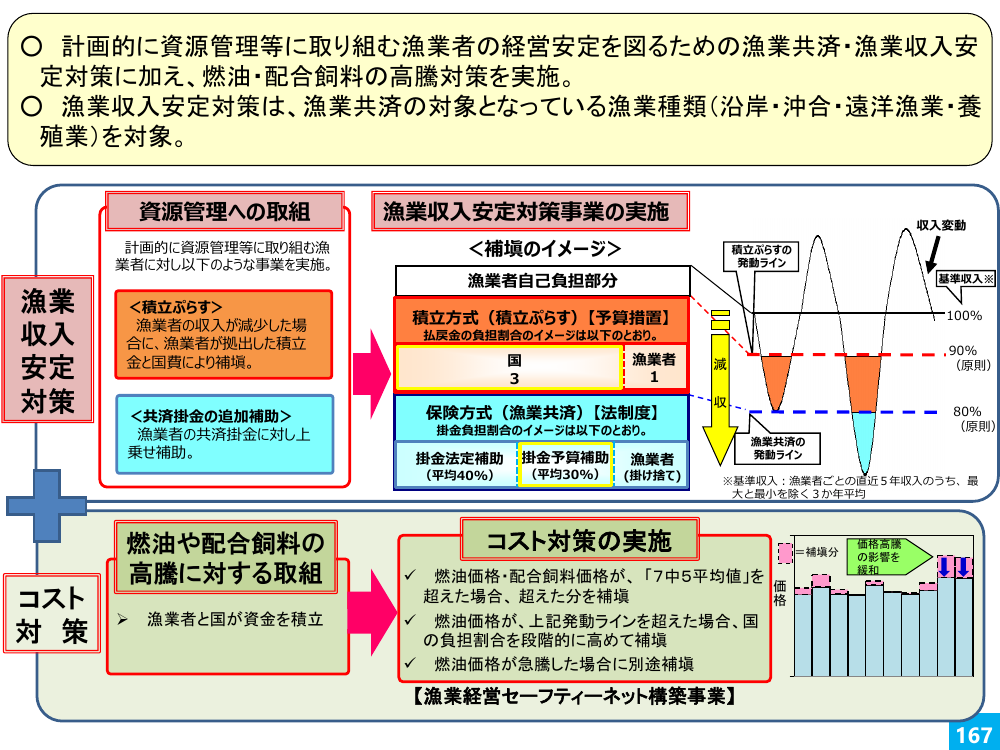 ○　計画的に資源管理等に取り組む漁業者の経営安定を図るための漁業共済・漁業収入安
定対策に加え、燃油・配合飼料の高騰対策を実施。
○　漁業収入安定対策は、漁業共済の対象となっている漁業種類（沿岸・沖合・遠洋漁業・養
殖業）を対象。
漁業
収入
安定
対策
資源管理への取組
計画的に資源管理等に取り組む漁
業者に対し以下のような事業を実施。
＜積立ぷらす＞
漁業者の収入が減少した場
合に、漁業者が拠出した積立
金と国費により補塡。
＜共済掛金の追加補助＞
漁業者の共済掛金に対し上
乗せ補助。
漁業収入安定対策事業の実施
＜補塡のイメージ＞
漁業者自己負担部分
積立方式（積立ぷらす）【予算措置】
払戻金の負担割合のイメージは以下のとおり。
国
3
漁業者
1
保険方式（漁業共済）【法制度】
掛金負担割合のイメージは以下のとおり。
掛金法定補助
（平均40%）
掛金予算補助
（平均30%）
漁業者
（掛け捨て）
減
収
積立ぷらすの
発動ライン
収入変動
基準収入※
100%
90%
（原則）
80%
（原則）
漁業共済の
発動ライン
※基準収入：漁業者ごとの直近５年収入のうち、最
大と最小を除く３か年平均
コスト
対　策
燃油や配合飼料の
高騰に対する取組
➢　漁業者と国が資金を積立
コスト対策の実施
✓　燃油価格・配合飼料価格が、「７中５平均値」を
超えた場合、超えた分を補塡
✓　燃油価格が、上記発動ラインを超えた場合、国
の負担割合を段階的に高めて補塡
✓　燃油価格が急騰した場合に別途補塡
【漁業経営セーフティーネット構築事業】
＝補塡分
価格高騰
の影響を
緩和
価
格
167